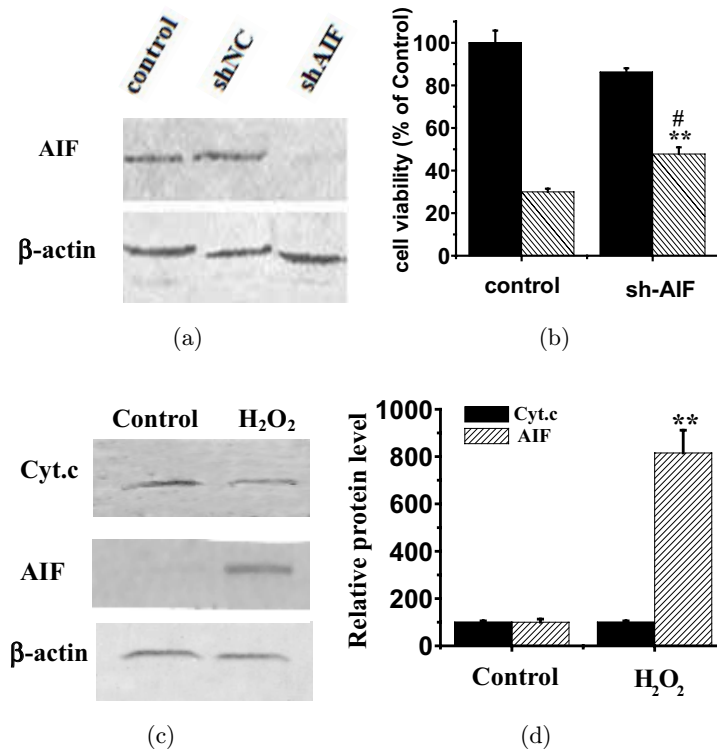 control shNC shAIF
AIF
β-actin
(a)
cell viability (% of Control)
100
80
60
40
20
0
#
**
control sh-AIF
(b)
Control H₂O₂
Cyt.c
AIF
β-actin
(c)
Relative protein level
1000
800
600
400
200
0
Cyt.c
AIF
**
Control H₂O₂
(d)